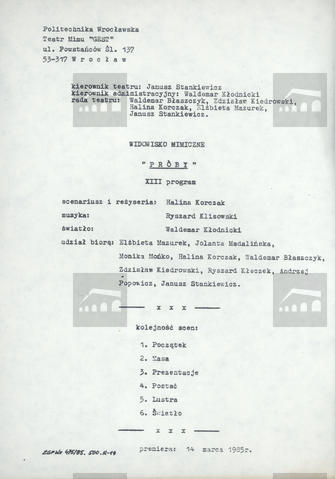 Politechnika Wrocławska
Teatr Mimu "GEST"
ul. Powstańców Śl. 137
53-317 W r o c ł a w
kierownik teatru: Janusz Stankiewicz
kierownik administracyjny: Waldemar Kłodnicki
rada teatru: Waldemar Błaszczyk, Zdzisław Kiedrowski,
Halina Korczak, Elżbieta Mazurek,
Janusz Stankiewicz.
WIDOWISKO MIMICZNE
" P R Ó B Y "
XIII program
scenariusz i reżyseria: Halina Korczak
muzyka: Ryszard Klisowski
światło: Waldemar Kłodnicki
udział biorą: Elżbieta Mazurek, Jolanta Madalińska,
Monika Mońko, Halina Korczak, Waldemar Błaszczyk,
Zdzisław Kiedrowski, Ryszard Kłeczek, Andrzej
Popowicz, Janusz Stankiewicz.
x x x
kolejność scen:
1. Początek
2. Masa
3. Prezentacje
4. Postać
5. Lustra
6. Światło
x x x
premiera: 14 marca 1985r.